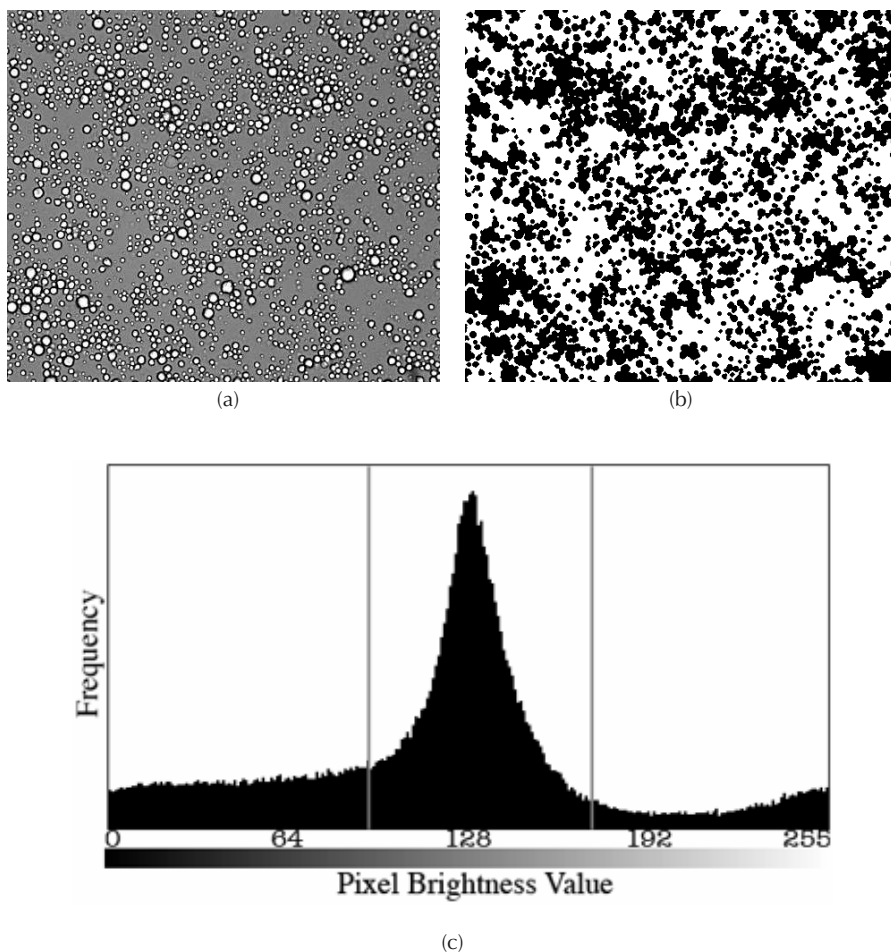 (a)
(b)
Frequency
0 64 128 192 255
Pixel Brightness Value
(c)